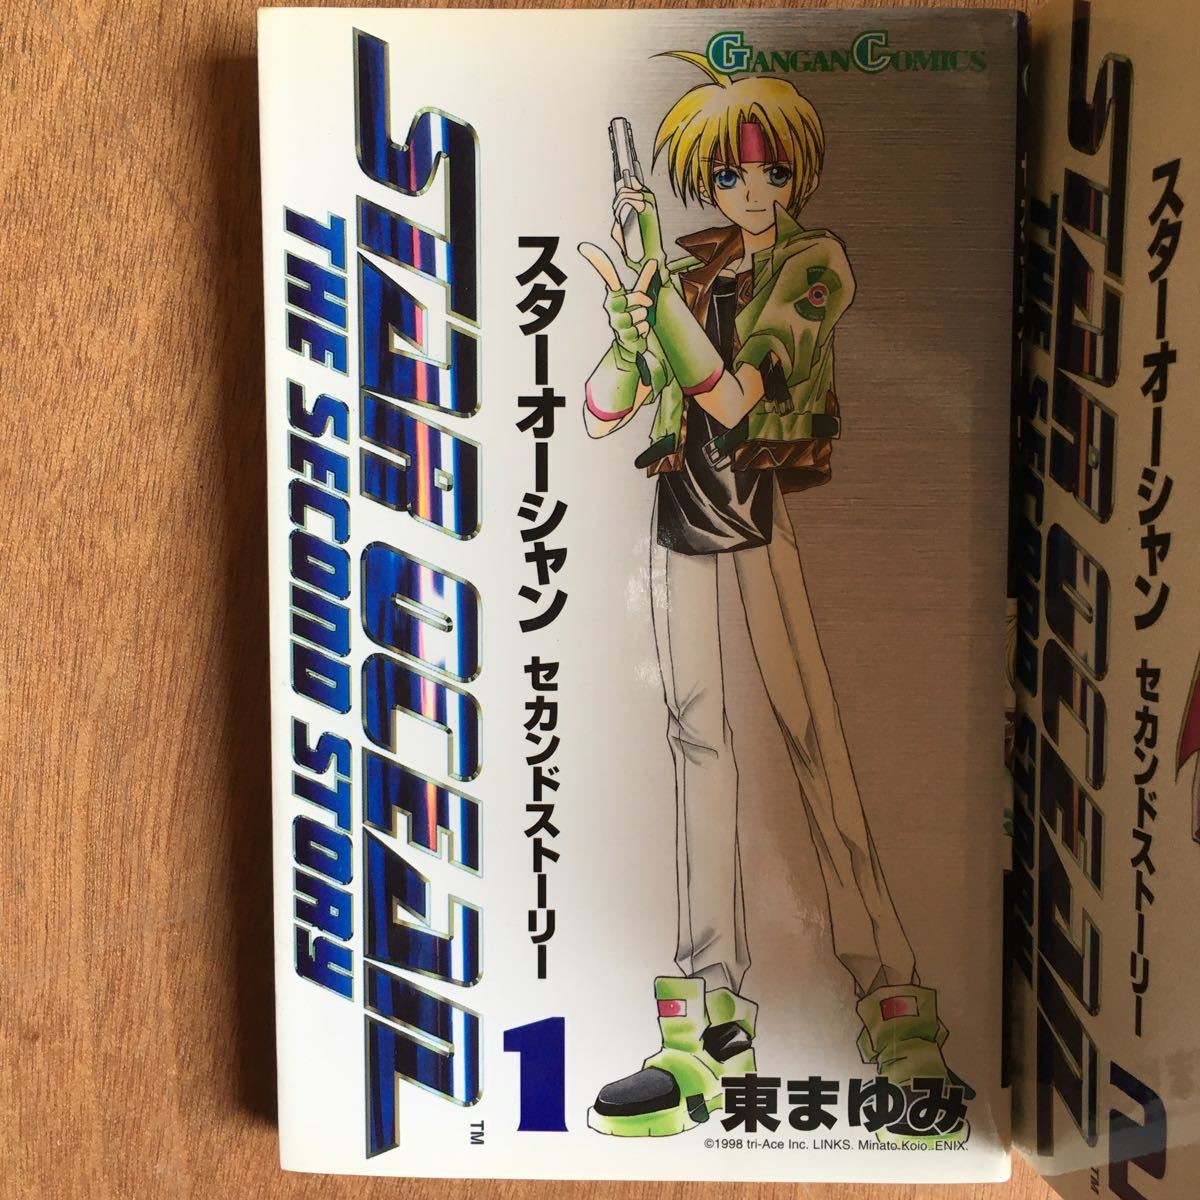 GANGAN COMICS
STAR OCEAN
THE SECOND STORY
TM
スターオーシャン セカンドストーリー
1
東まゆみ
©1998 tri-Ace Inc. LINKS. Minato Koio. ENIX.
STAR OCEAN
THE SECOND STORY
TM
スターオーシャン セカンドストーリー
2